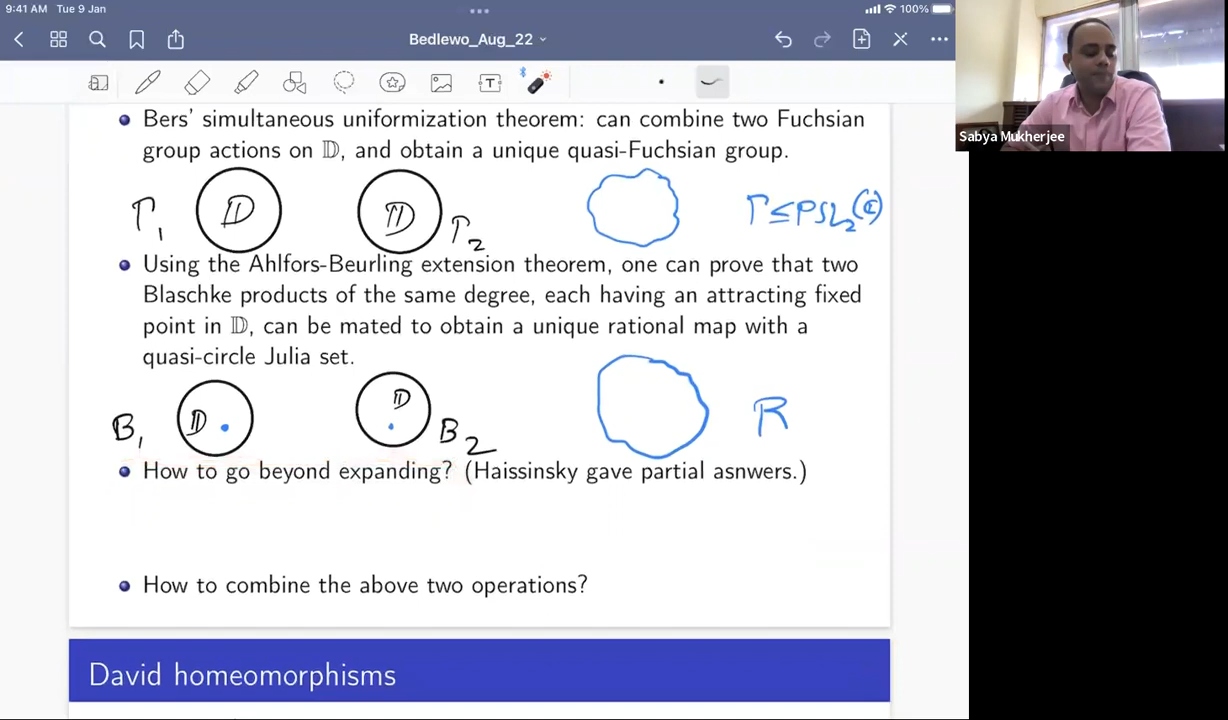 9:41 AM Tue 9 Jan
100%
Bedlewo_Aug_22
Sabya Mukherjee
Bers' simultaneous uniformization theorem: can combine two Fuchsian
group actions on 𝔻, and obtain a unique quasi-Fuchsian group.
Γ₁ 𝔻 𝔻 Γ₂ Γ ≤ PSL₂(ℂ)
Using the Ahlfors-Beurling extension theorem, one can prove that two
Blaschke products of the same degree, each having an attracting fixed
point in 𝔻, can be mated to obtain a unique rational map with a
quasi-circle Julia set.
B₁ 𝔻 𝔻 B₂ R
How to go beyond expanding? (Haissinsky gave partial asnwers.)
How to combine the above two operations?
David homeomorphisms